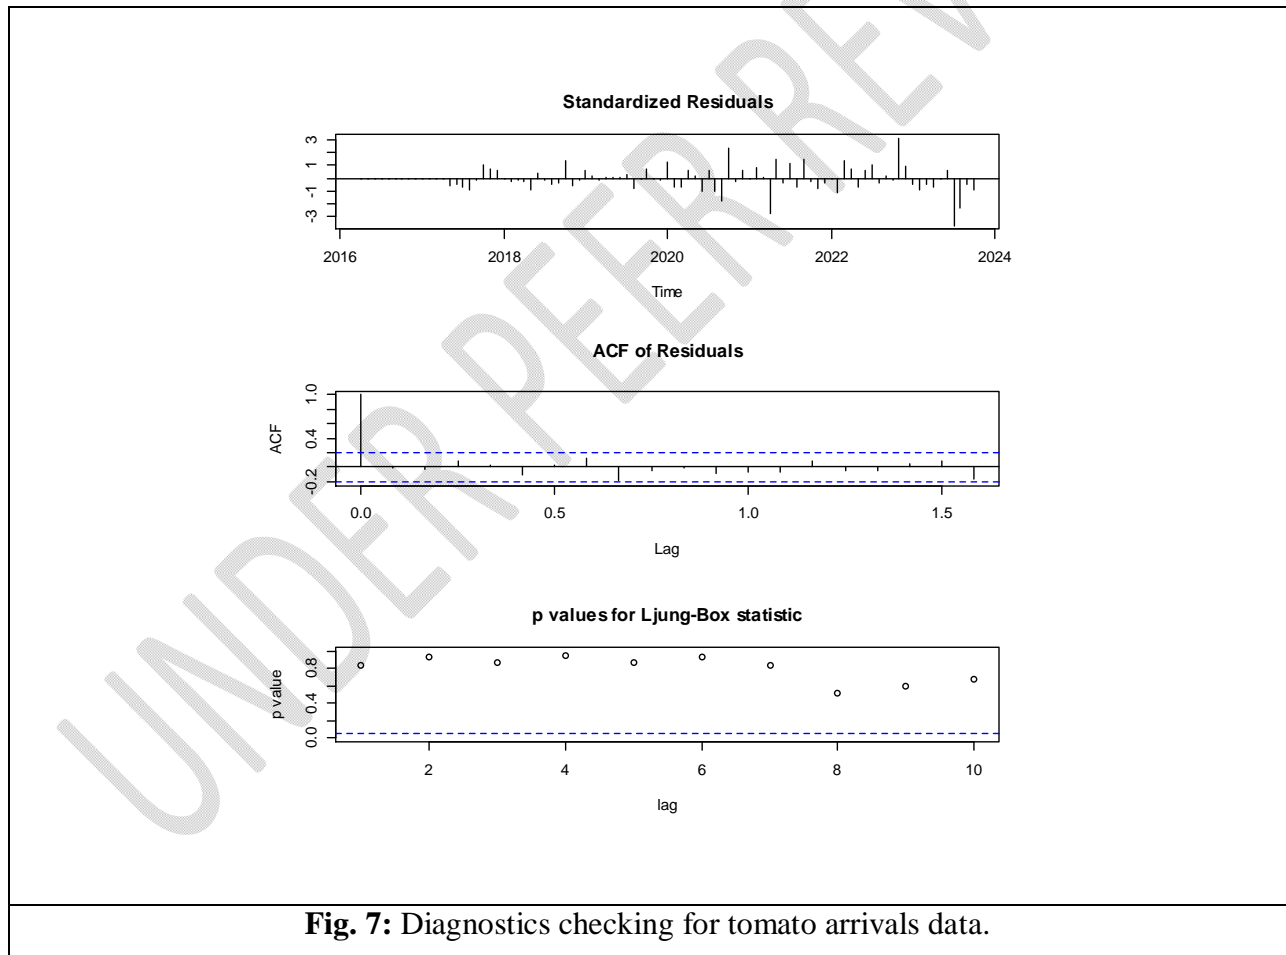 UNDER PEER REV
Standardized Residuals
3
1
-1
-3
2016 2018 2020 2022 2024
Time
ACF of Residuals
ACF
1.0
0.4
-0.2
0.0 0.5 1.0 1.5
Lag
p values for Ljung-Box statistic
p value
0.8
0.4
0.0
2 4 6 8 10
lag
Fig. 7: Diagnostics checking for tomato arrivals data.